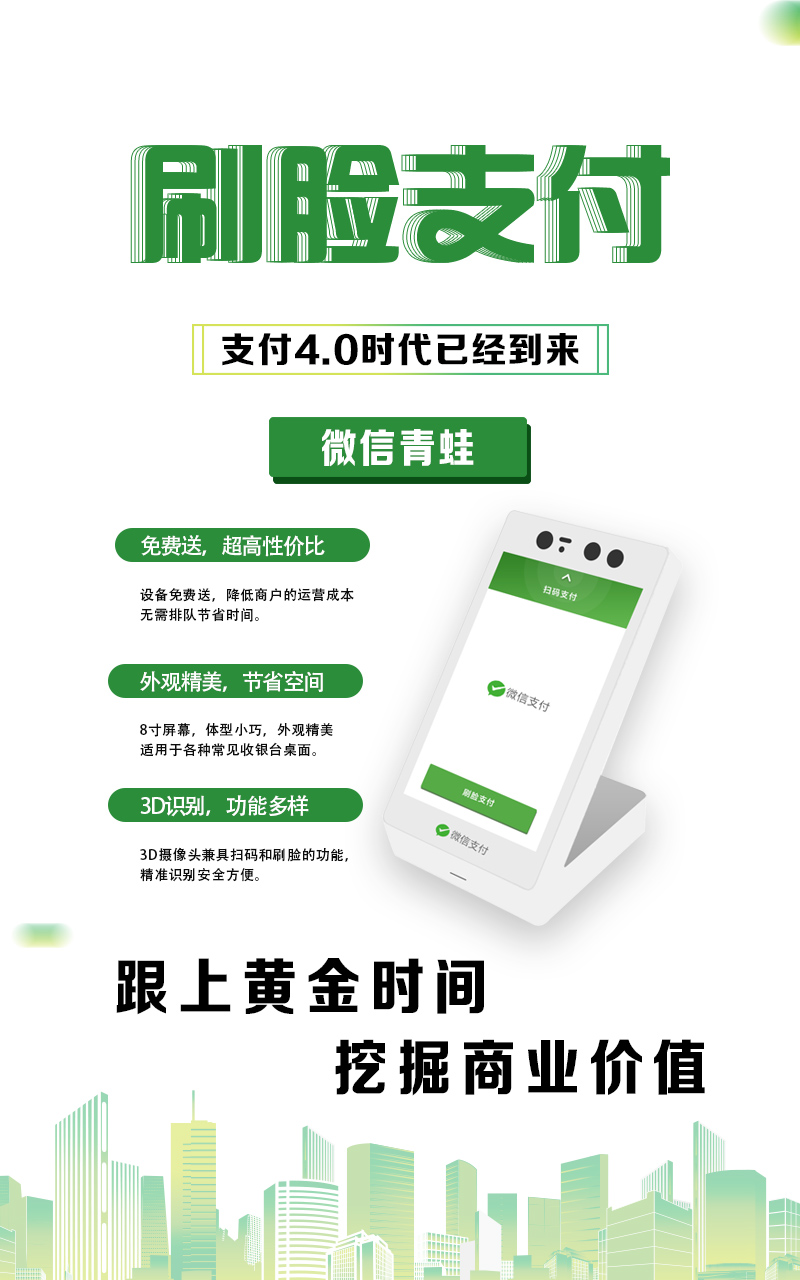 刷脸支付
支付4.0时代已经到来
微信青蛙
免费送，超高性价比
设备免费送，降低商户的运营成本
无需排队节省时间。
外观精美，节省空间
8寸屏幕，体型小巧，外观精美
适用于各种常见收银台桌面。
3D识别，功能多样
3D摄像头兼具扫码和刷脸的功能，
精准识别安全方便。
扫码支付
微信支付
刷脸支付
微信支付
跟上黄金时间
挖掘商业价值